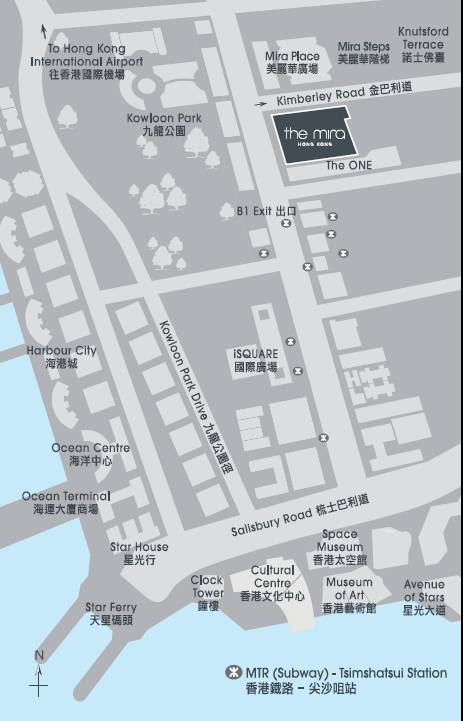 To Hong Kong
International Airport
往香港國際機場
Mira Place
美麗華廣場
Mira Steps
美麗華階梯
Knutsford
Terrace
諾士佛臺
Kimberley Road 金巴利道
Kowloon Park
九龍公園
the mira
HONG KONG
The ONE
B1 Exit 出口
Kowloon Park Drive 九龍公園徑
iSQUARE
國際廣場
Harbour City
海港城
Ocean Centre
海洋中心
Ocean Terminal
海運大廈商場
Salisbury Road 梳士巴利道
Star House
星光行
Space
Museum
香港太空館
Clock
Tower
鐘樓
Cultural
Centre
香港文化中心
Museum
of Art
香港藝術館
Avenue
of Stars
星光大道
Star Ferry
天星碼頭
N
MTR (Subway) - Tsimshatsui Station
香港鐵路 - 尖沙咀站